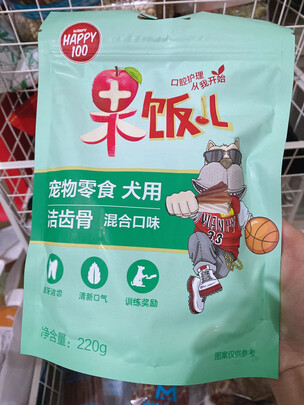 HAPPY
100
口腔护理
从我开始
果饭儿
宠物零食 犬用
洁齿骨 混合口味
清新口气
训练奖励
净含量：220g
图案仅供参考